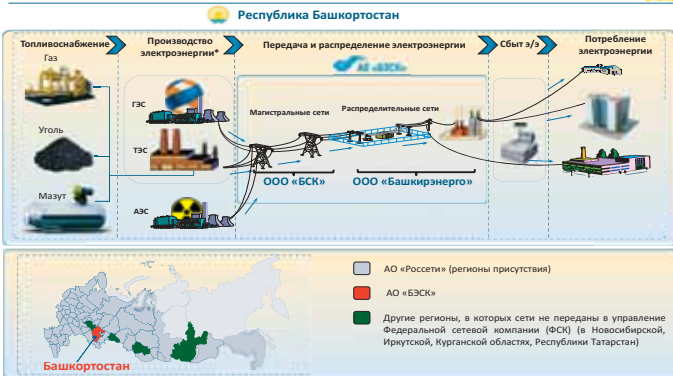 Республика Башкортостан
Топливоснабжение
Производство
электроэнергии*
Передача и распределение электроэнергии
Сбыт э/э
Потребление
электроэнергии
АО «БЭСК»
Газ
Уголь
Мазут
ГЭС
ТЭС
АЭС
Магистральные сети
Распределительные сети
ООО «БСК»
ООО «Башкирэнерго»
АО «Россети» (регионы присутствия)
АО «БЭСК»
Другие регионы, в которых сети не переданы в управление
Федеральной сетевой компании (ФСК) (в Новосибирской,
Иркутской, Курганской областях, Республики Татарстан)
Башкортостан